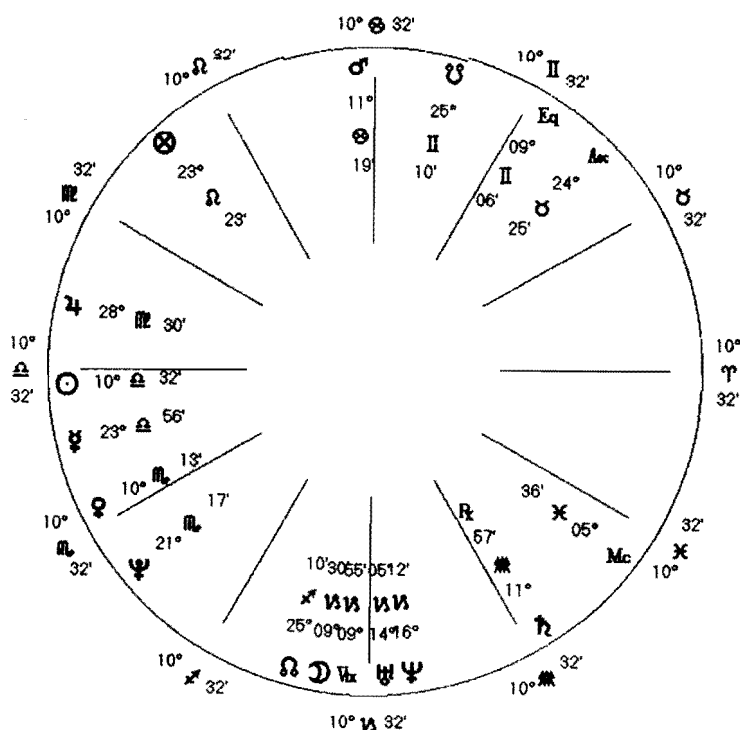 10° ♋ 32'
10° ♌ 32'
10° ♊ 32'
♂ 11° ♋ 19'
☋ 25° ♊ 10'
Eq 09° ♊ 06'
Asc 24° ♉ 25'
⊗ 23° ♌ 23'
10° ♍ 32'
10° ♉ 32'
♃ 28° ♍ 30'
10° ♎ 32'
10° ♈ 32'
☉ 10° ♎ 32'
☿ 23° ♎ 56'
♀ 10° ♏ 13'
10° ♏ 32'
♇ 21° ♏ 17'
Mc 05° ♓ 36'
10° ♓ 32'
♄ 11° ♒ 57' ℞
10° ♐ 32'
10° ♒ 32'
☊ 25° ♐ 10'
☽ 09° ♑ 30'
Vtx 09° ♑ 55'
♅ 14° ♑ 05'
♆ 16° ♑ 12'
10° ♑ 32'